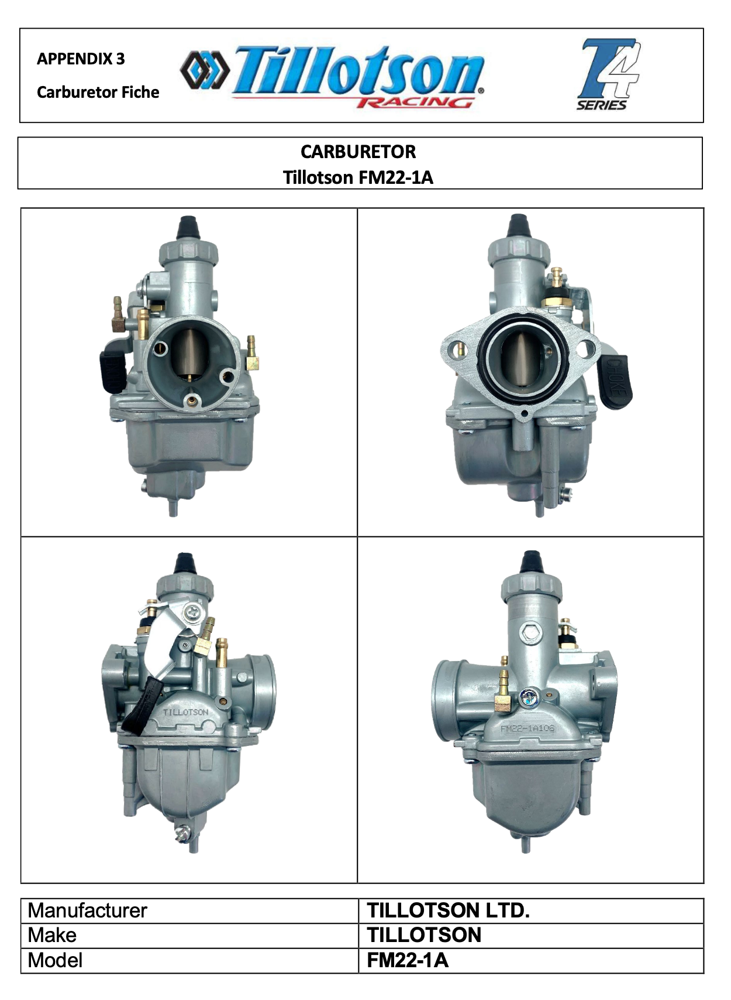 APPENDIX 3
Carburetor Fiche
Tillotson®
RACING
T4
SERIES
CARBURETOR
Tillotson FM22-1A
CHOKE
TILLOTSON
FM22-1A106
Manufacturer TILLOTSON LTD.
Make TILLOTSON
Model FM22-1A